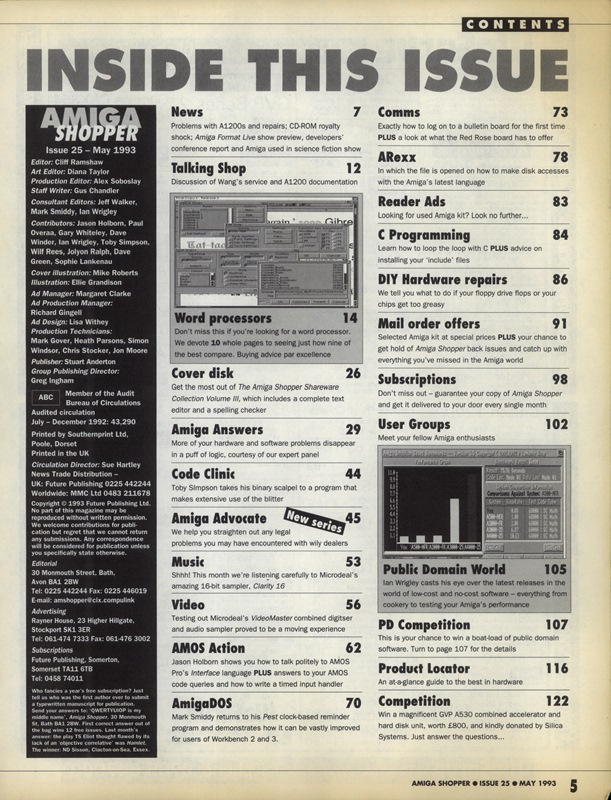 CONTENTS
INSIDE THIS ISSUE
AMIGA
SHOPPER
Issue 25 – May 1993
Editor: Cliff Ramshaw
Art Editor: Diana Taylor
Production Editor: Alex Soboslay
Staff Writer: Gus Chandler
Consultant Editors: Jeff Walker,
Mark Smiddy, Ian Wrigley
Contributors: Jason Holborn, Paul
Overaa, Gary Whiteley, Dave
Winder, Ian Wrigley, Toby Simpson,
Wilf Rees, Jolyon Ralph, Dave
Green, Sophie Lankenau
Cover illustration: Mike Roberts
Illustration: Ellie Grandison
Ad Manager: Margaret Clarke
Ad Production Manager:
Richard Gingell
Ad Design: Lisa Withey
Production Technicians:
Mark Gover, Heath Parsons, Simon
Windsor, Chris Stocker, Jon Moore
Publisher: Stuart Anderton
Group Publishing Director:
Greg Ingham
ABC
Member of the Audit
Bureau of Circulations
Audited circulation
July – December 1992: 43,290
Printed by Southernprint Ltd,
Poole, Dorset
Printed in the UK
Circulation Director: Sue Hartley
News Trade Distribution –
UK: Future Publishing 0225 442244
Worldwide: MMC Ltd 0483 211678
Copyright © 1993 Future Publishing Ltd.
No part of this magazine may be
reproduced without written permission.
We welcome contributions for publi-
cation but regret that we cannot return
any submissions. Any correspondence
will be considered for publication unless
you specifically state otherwise.
Editorial
30 Monmouth Street, Bath,
Avon BA1 2BW
Tel: 0225 442244 Fax: 0225 446019
E-mail: amshopper@cix.compulink
Advertising
Rayner House, 23 Higher Hillgate,
Stockport SK1 3ER
Tel: 061-474 7333 Fax: 061-476 3002
Subscriptions
Future Publishing, Somerton,
Somerset TA11 6TB
Tel: 0458 74011
Who fancies a year's free subscription? Just
tell us who was the first author ever to submit
a typewritten manuscript for publication.
Send your answers to: 'QWERTYUIOP is my
middle name', Amiga Shopper, 30 Monmouth
St, Bath BA1 2BW. First correct answer out of
the bag wins 12 free issues. Last month's
answer: the play TS Eliot thought flawed by its
lack of an 'objective correlative' was Hamlet.
The winner: ND Sisson, Clacton-on-Sea, Essex.
News 7
Problems with A1200s and repairs; CD-ROM royalty
shock; Amiga Format Live show preview, developers'
conference report and Amiga used in science fiction show
Talking Shop 12
Discussion of Wang's service and A1200 documentation
Word processors 14
Don't miss this if you're looking for a word processor.
We devote 10 whole pages to seeing just how nine of
the best compare. Buying advice par excellence
Cover disk 26
Get the most out of The Amiga Shopper Shareware
Collection Volume III, which includes a complete text
editor and a spelling checker
Amiga Answers 29
More of your hardware and software problems disappear
in a puff of logic, courtesy of our expert panel
Code Clinic 44
Toby Simpson takes his binary scalpel to a program that
makes extensive use of the blitter
Amiga Advocate New series 45
We help you straighten out any legal
problems you may have encountered with wily dealers
Music 53
Shhh! This month we're listening carefully to Microdeal's
amazing 16-bit sampler, Clarity 16
Video 56
Testing out Microdeal's VideoMaster combined digitser
and audio sampler proved to be a moving experience
AMOS Action 62
Jason Holborn shows you how to talk politely to AMOS
Pro's Interface language PLUS answers to your AMOS
code queries and how to write a timed input handler
AmigaDOS 70
Mark Smiddy returns to his Pest clock-based reminder
program and demonstrates how it can be vastly improved
for users of Workbench 2 and 3.
Comms 73
Exactly how to log on to a bulletin board for the first time
PLUS a look at what the Red Rose board has to offer
ARexx 78
In which the file is opened on how to make disk accesses
with the Amiga's latest language
Reader Ads 83
Looking for used Amiga kit? Look no further...
C Programming 84
Learn how to loop the loop with C PLUS advice on
installing your 'include' files
DIY Hardware repairs 86
We tell you what to do if your floppy drive flops or your
chips get too greasy
Mail order offers 91
Selected Amiga kit at special prices PLUS your chance to
get hold of Amiga Shopper back issues and catch up with
everything you've missed in the Amiga world
Subscriptions 98
Don't miss out – guarantee your copy of Amiga Shopper
and get it delivered to your door every single month
User Groups 102
Meet your fellow Amiga enthusiasts
Public Domain World 105
Ian Wrigley casts his eye over the latest releases in the
world of low-cost and no-cost software – everything from
cookery to testing your Amiga's performance
PD Competition 107
This is your chance to win a boat-load of public domain
software. Turn to page 107 for the details
Product Locator 116
An at-a-glance guide to the best in hardware
Competition 122
Win a magnificent GVP A530 combined accelerator and
hard disk unit, worth £800, and kindly donated by Silica
Systems. Just answer the questions...
AMIGA SHOPPER ● ISSUE 25 ● MAY 1993 5